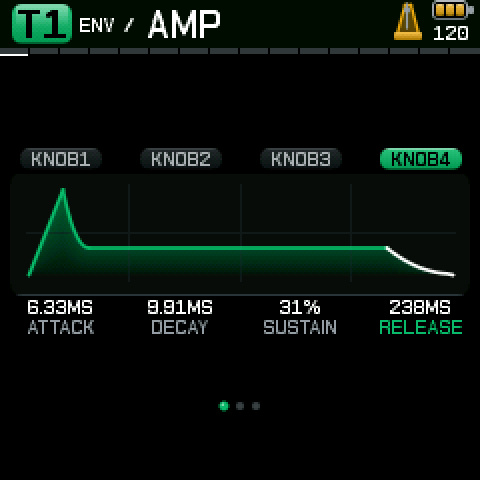 T1 ENV / AMP
120
KNOB1 KNOB2 KNOB3 KNOB4
6.33MS 9.91MS 31% 238MS
ATTACK DECAY SUSTAIN RELEASE